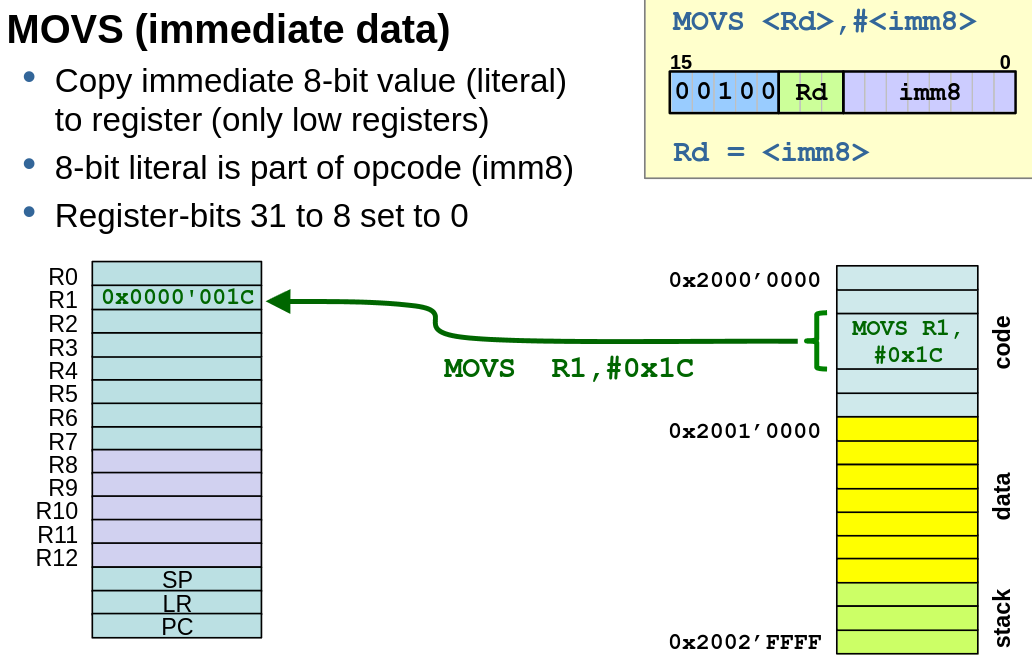 MOVS (immediate data)
• Copy immediate 8-bit value (literal)
to register (only low registers)
• 8-bit literal is part of opcode (imm8)
• Register-bits 31 to 8 set to 0
MOVS <Rd>,#<imm8>
15 0
0 0 1 0 0 Rd imm8
Rd = <imm8>
R0
R1 0x0000'001C
R2
R3
R4
R5
R6
R7
R8
R9
R10
R11
R12
SP
LR
PC
MOVS R1,#0x1C
0x2000’0000
MOVS R1,
#0x1C
code
0x2001’0000
data
stack
0x2002’FFFF